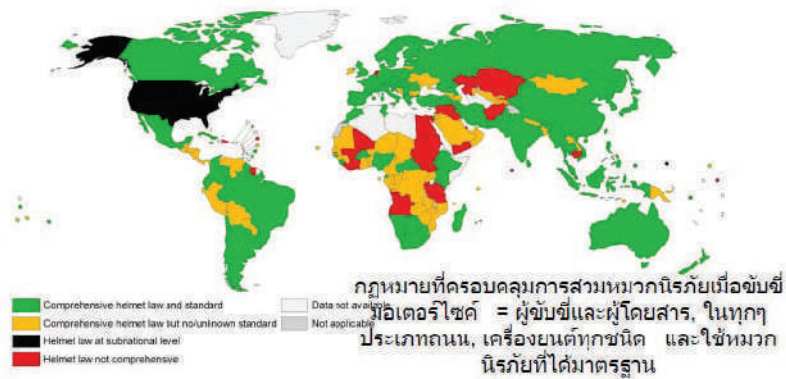 Comprehensive helmet law and standard
Comprehensive helmet law but no/unknown standard
Helmet law at subnational level
Helmet law not comprehensive
Data not available
Not applicable
กฎหมายที่ครอบคลุมการสวมหมวกนิรภัยเมื่อขับขี่
มอเตอร์ไซค์ = ผู้ขับขี่และผู้โดยสาร, ในทุกๆ
ประเภทถนน, เครื่องยนต์ทุกชนิด และใช้หมวก
นิรภัยที่ได้มาตรฐาน